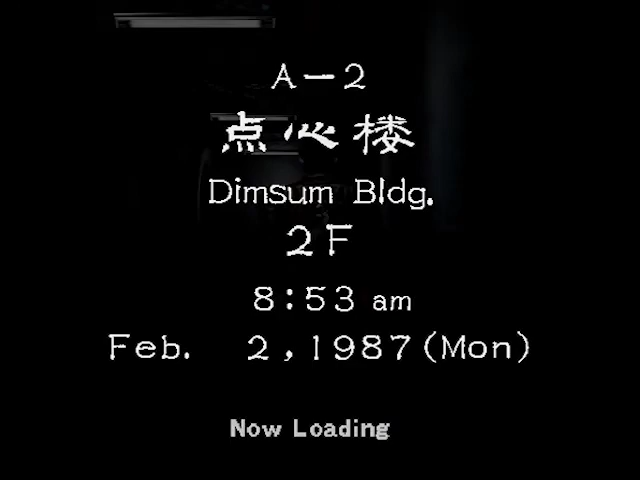 A-2
点心楼
Dimsum Bldg.
2F
8:53 am
Feb. 2, 1987(Mon)
Now Loading